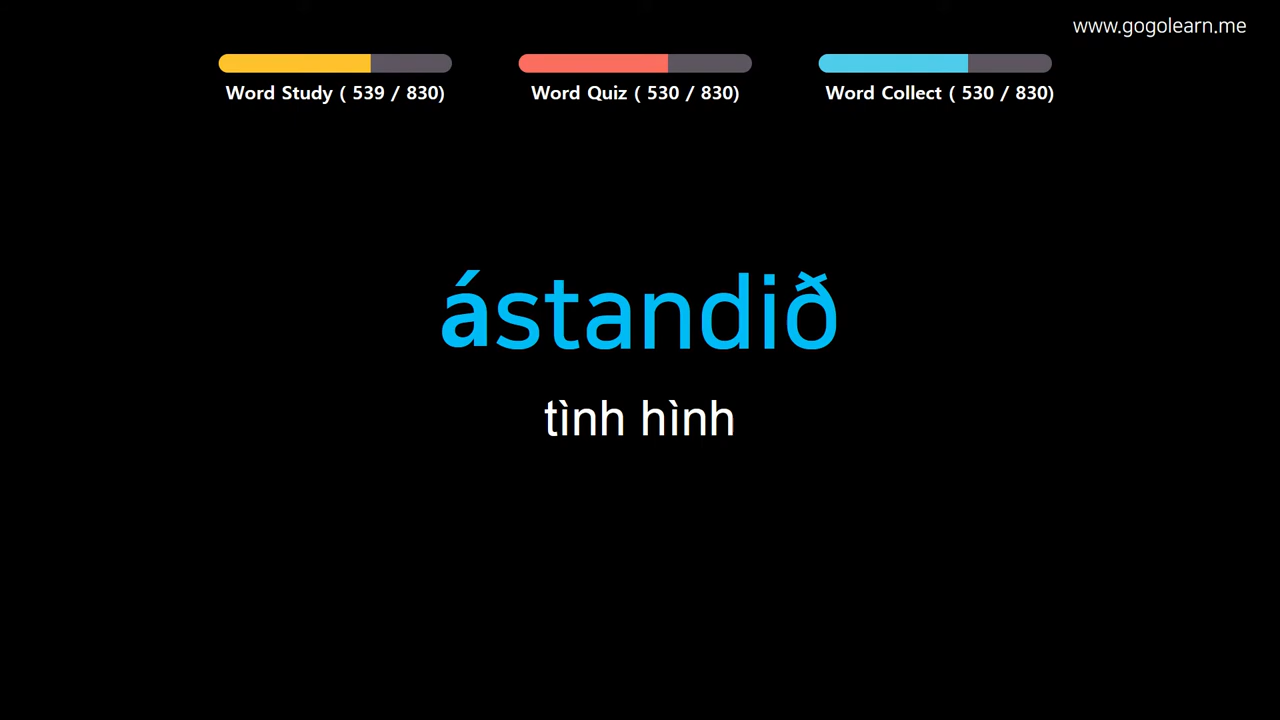 www.gogolearn.me
Word Study ( 539 / 830)
Word Quiz ( 530 / 830)
Word Collect ( 530 / 830)
ástandið
tình hình